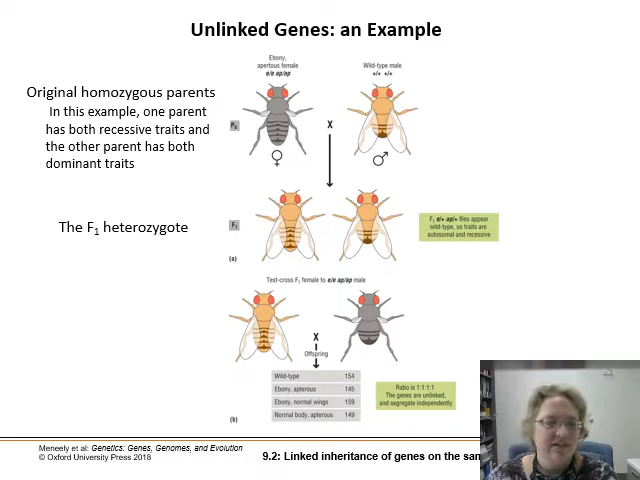 Unlinked Genes: an Example
Original homozygous parents
In this example, one parent
has both recessive traits and
the other parent has both
dominant traits
The F1 heterozygote
Ebony,
apertous female
e/e ap/ap
Wild-type male
+/+ +/+
P0
X
♀
♂
F1
F1 e/+ ap/+ flies appear
wild-type, so traits are
autosomal and recessive
(a)
Test-cross F1 female to e/e ap/ap male
X
Offspring
Wild-type 154
Ebony, apterous 145
Ebony, normal wings 159
Normal body, apterous 149
Ratio is 1:1:1:1
The genes are unlinked,
and segregate independently
(b)
Meneely et al: Genetics: Genes, Genomes, and Evolution
© Oxford University Press 2018
9.2: Linked inheritance of genes on the sam